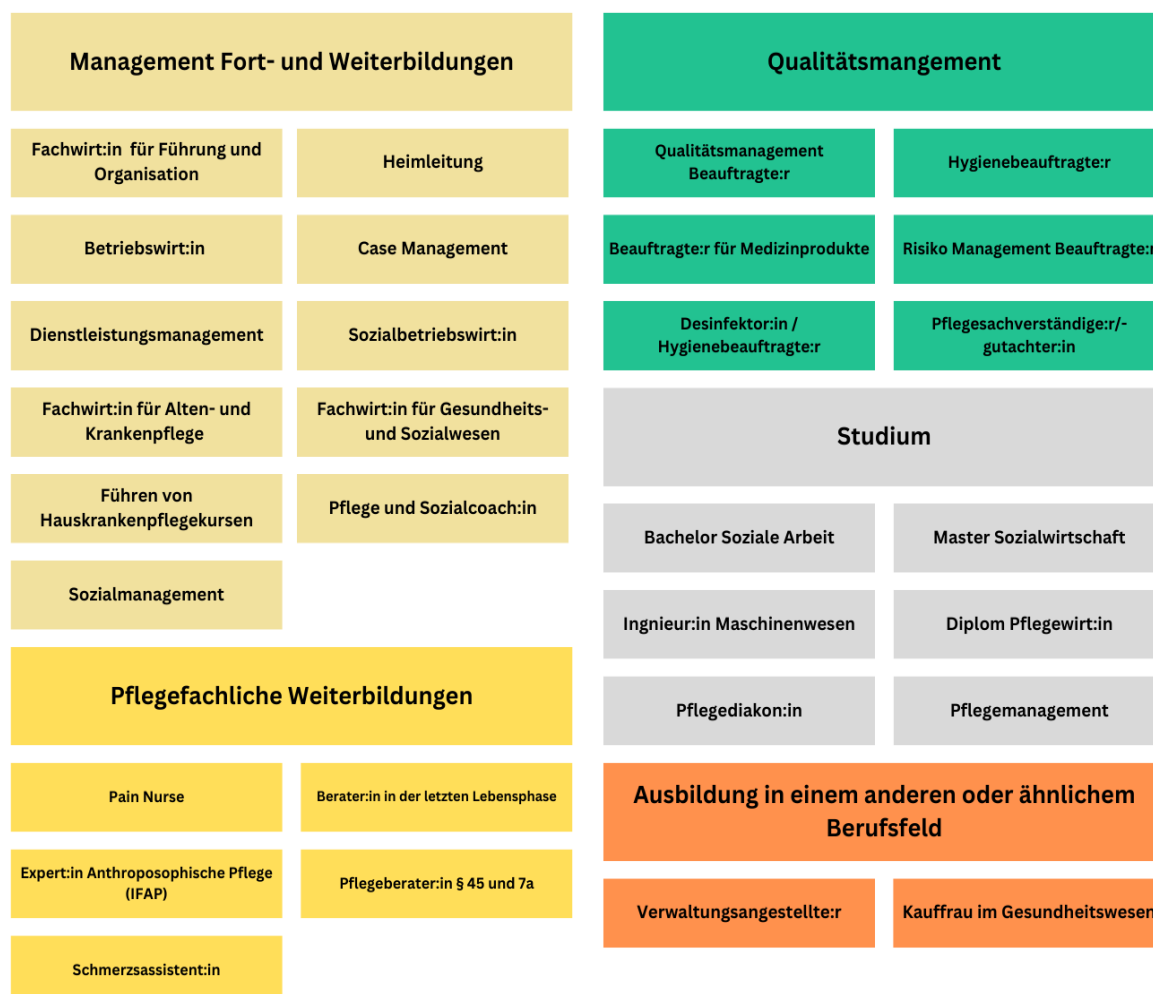 Management Fort- und Weiterbildungen
Fachwirt:in für Führung und
Organisation
Heimleitung
Betriebswirt:in
Case Management
Dienstleistungsmanagement
Sozialbetriebswirt:in
Fachwirt:in für Alten- und
Krankenpflege
Fachwirt:in für Gesundheits-
und Sozialwesen
Führen von
Hauskrankenpflegekursen
Pflege und Sozialcoach:in
Sozialmanagement
Pflegefachliche Weiterbildungen
Pain Nurse
Berater:in in der letzten Lebensphase
Expert:in Anthroposophische Pflege
(IFAP)
Pflegeberater:in § 45 und 7a
Schmerzsassistent:in
Qualitätsmangement
Qualitätsmanagement
Beauftragte:r
Hygienebeauftragte:r
Beauftragte:r für Medizinprodukte
Risiko Management Beauftragte:r
Desinfektor:in /
Hygienebeauftragte:r
Pflegesachverständige:r/-
gutachter:in
Studium
Bachelor Soziale Arbeit
Master Sozialwirtschaft
Ingnieur:in Maschinenwesen
Diplom Pflegewirt:in
Pflegediakon:in
Pflegemanagement
Ausbildung in einem anderen oder ähnlichem
Berufsfeld
Verwaltungsangestellte:r
Kauffrau im Gesundheitswesen